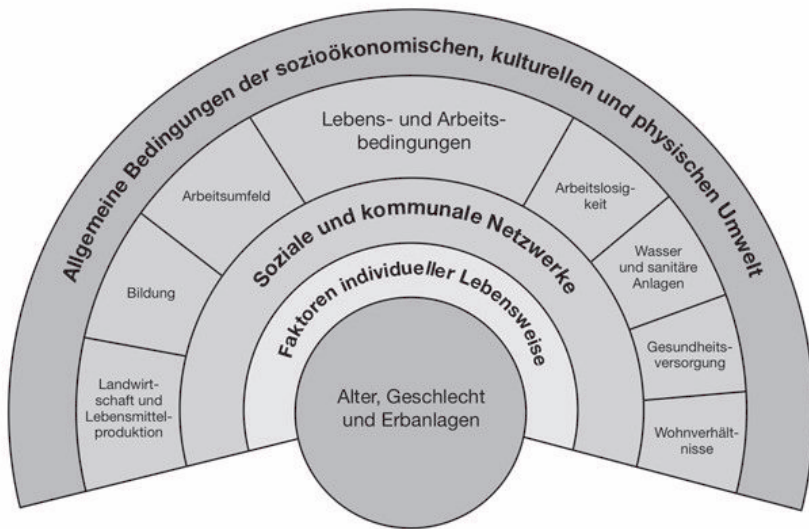 Allgemeine Bedingungen der sozioökonomischen, kulturellen und physischen Umwelt
Lebens- und Arbeits-
bedingungen
Landwirt-
schaft und
Lebensmittel-
produktion
Bildung
Arbeitsumfeld
Arbeitslosig-
keit
Wasser
und sanitäre
Anlagen
Gesundheits-
versorgung
Wohnverhält-
nisse
Soziale und kommunale Netzwerke
Faktoren individueller Lebensweise
Alter, Geschlecht
und Erbanlagen